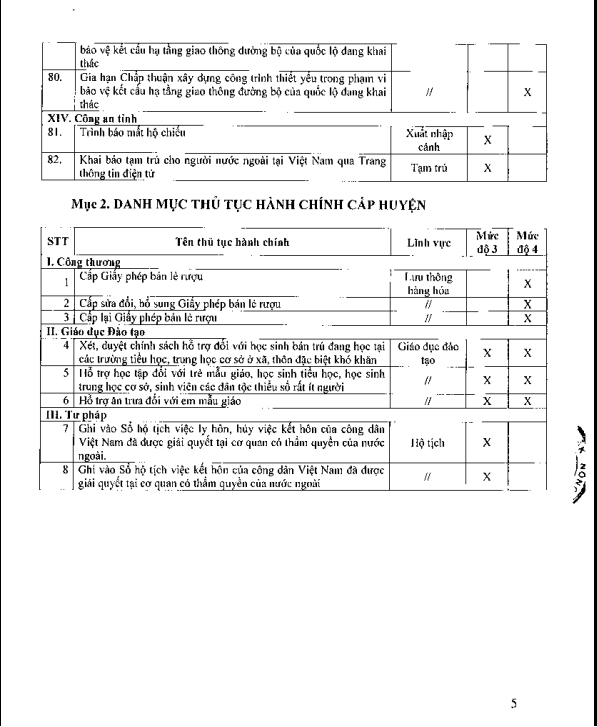 bảo vệ kết cấu hạ tầng giao thông đường bộ của quốc lộ đang khai
thác
80. Gia hạn Chấp thuận xây dựng công trình thiết yếu trong phạm vi
bảo vệ kết cấu hạ tầng giao thông đường bộ của quốc lộ đang khai // X
thác
XIV. Công an tỉnh
81. Trình báo mất hộ chiếu Xuất nhập X
cảnh
82. Khai báo tạm trú cho người nước ngoài tại Việt Nam qua Trang Tạm trú X
thông tin điện tử
Mục 2. DANH MỤC THỦ TỤC HÀNH CHÍNH CẤP HUYỆN
STT Tên thủ tục hành chính Lĩnh vực Mức Mức
độ 3 độ 4
I. Công thương
1 Cấp Giấy phép bán lẻ rượu Lưu thông X
hàng hóa
2 Cấp sửa đổi, bổ sung Giấy phép bán lẻ rượu // X
3 Cấp lại Giấy phép bán lẻ rượu // X
II. Giáo dục Đào tạo
4 Xét, duyệt chính sách hỗ trợ đối với học sinh bán trú đang học tại Giáo dục đào X X
các trường tiểu học, trung học cơ sở ở xã, thôn đặc biệt khó khăn tạo
5 Hỗ trợ học tập đối với trẻ mẫu giáo, học sinh tiểu học, học sinh // X X
trung học cơ sở, sinh viên các dân tộc thiểu số rất ít người
6 Hỗ trợ ăn trưa đối với em mẫu giáo // X X
III. Tư pháp
7 Ghi vào Sổ hộ tịch việc ly hôn, hủy việc kết hôn của công dân
Việt Nam đã được giải quyết tại cơ quan có thẩm quyền của nước Hộ tịch X
ngoài.
8 Ghi vào Sổ hộ tịch việc kết hôn của công dân Việt Nam đã được // X
giải quyết tại cơ quan có thẩm quyền của nước ngoài
5